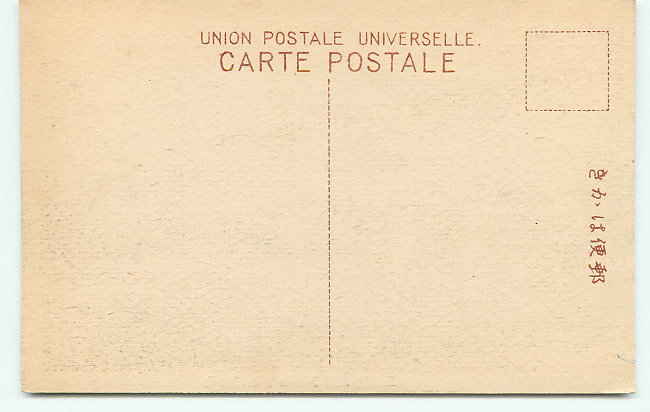 UNION POSTALE UNIVERSELLE.
CARTE POSTALE
きかは便郵